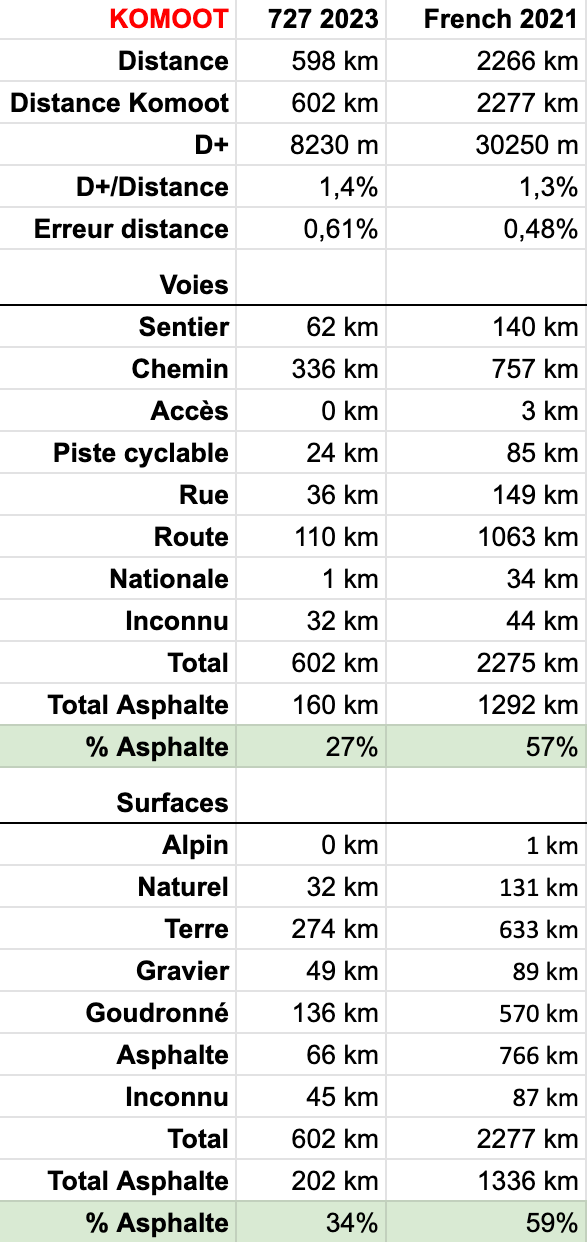 KOMOOT 727 2023 French 2021
Distance 598 km 2266 km
Distance Komoot 602 km 2277 km
D+ 8230 m 30250 m
D+/Distance 1,4% 1,3%
Erreur distance 0,61% 0,48%
Voies
Sentier 62 km 140 km
Chemin 336 km 757 km
Accès 0 km 3 km
Piste cyclable 24 km 85 km
Rue 36 km 149 km
Route 110 km 1063 km
Nationale 1 km 34 km
Inconnu 32 km 44 km
Total 602 km 2275 km
Total Asphalte 160 km 1292 km
% Asphalte 27% 57%
Surfaces
Alpin 0 km 1 km
Naturel 32 km 131 km
Terre 274 km 633 km
Gravier 49 km 89 km
Goudronné 136 km 570 km
Asphalte 66 km 766 km
Inconnu 45 km 87 km
Total 602 km 2277 km
Total Asphalte 202 km 1336 km
% Asphalte 34% 59%